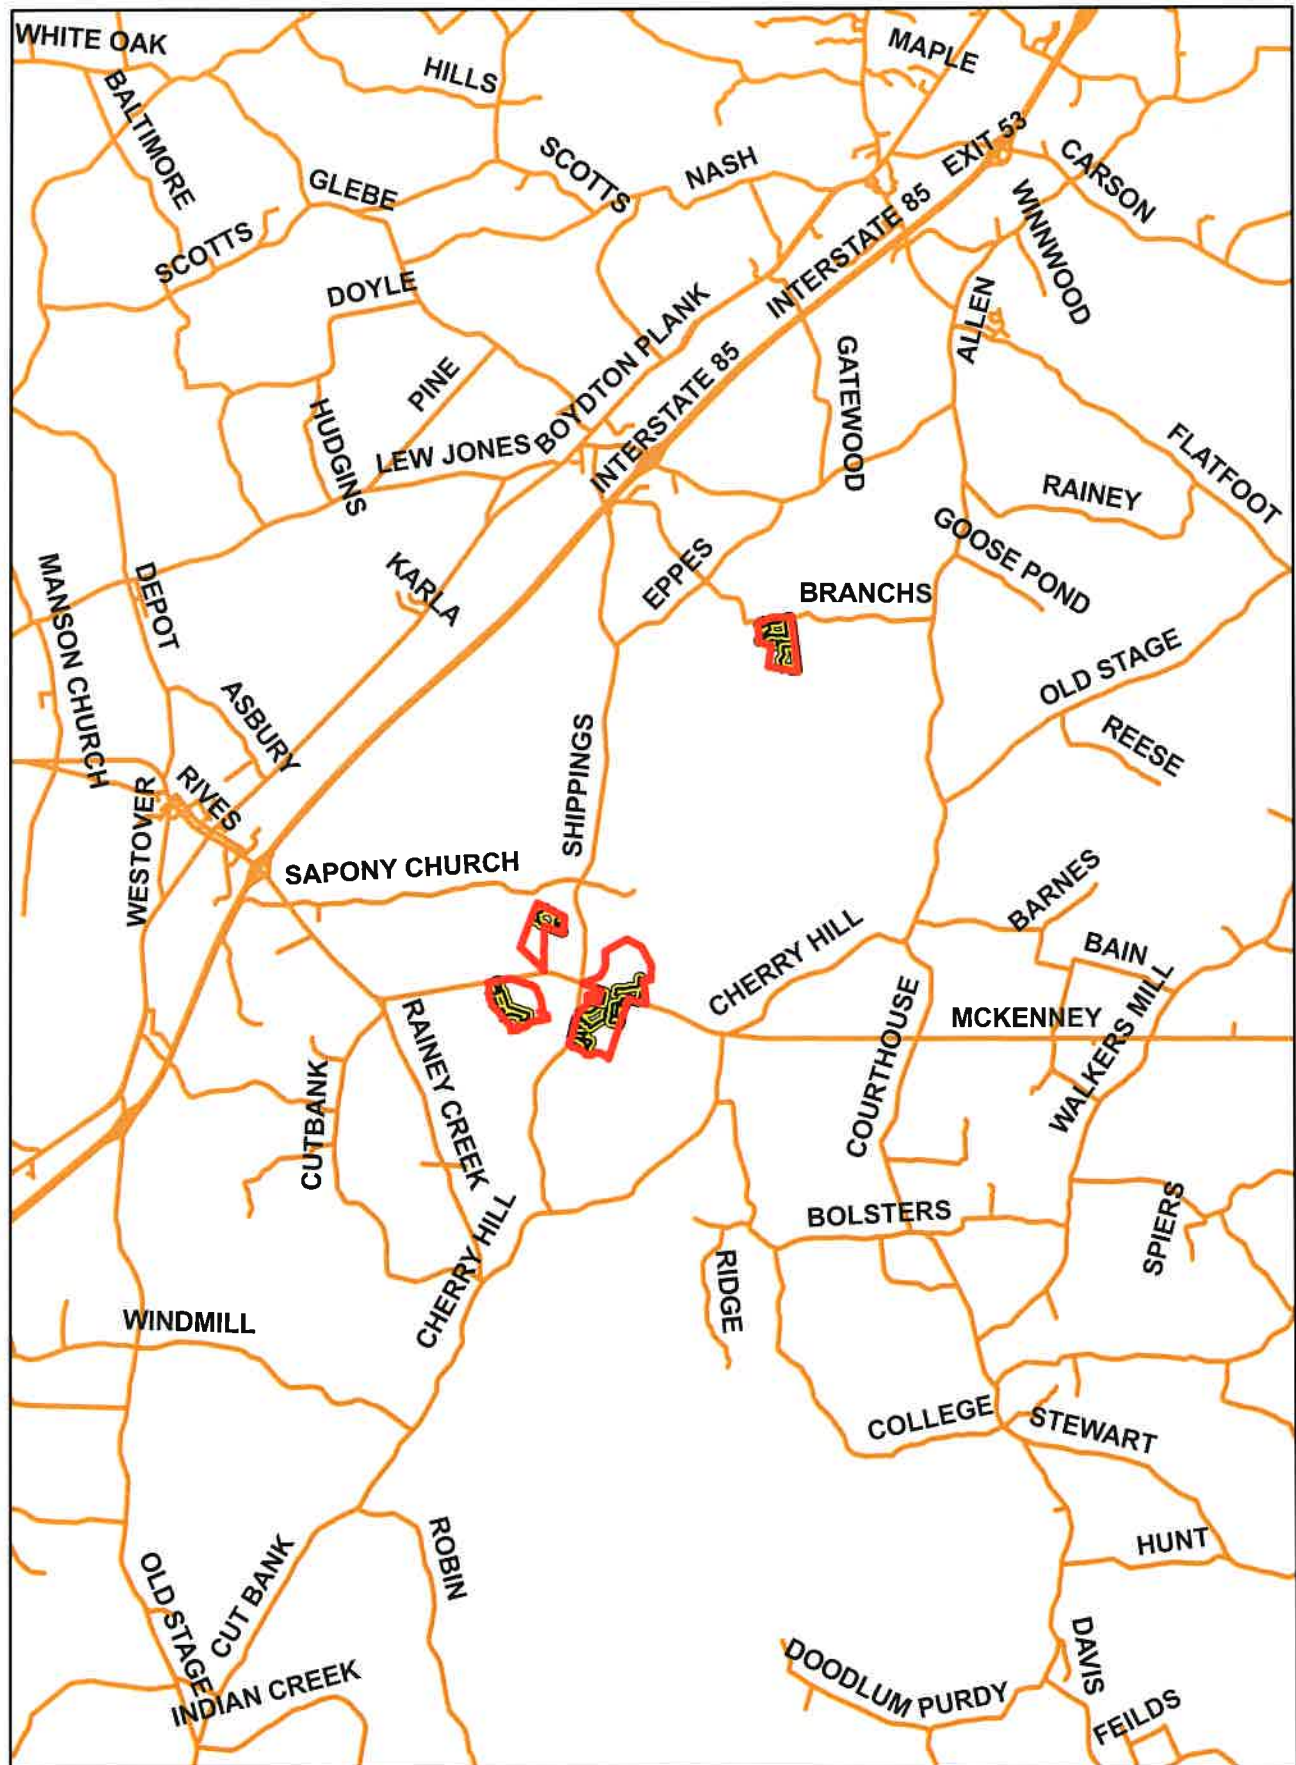 WHITE OAK
MAPLE
HILLS
BALTIMORE
EXIT 53
SCOTTS
NASH
CARSON
GLEBE
WINNWOOD
INTERSTATE 85
SCOTTS
DOYLE
ALLEN
BOYDTON PLANK
GATEWOOD
INTERSTATE 85
PINE
HUDGINS
LEW JONES
FLATFOOT
RAINEY
GOOSE POND
EPPES
KARLA
MANSON CHURCH
DEPOT
BRANCHS
OLD STAGE
ASBURY
REESE
SHIPPINGS
RIVES
WESTOVER
SAPONY CHURCH
BARNES
CHERRY HILL
BAIN
WALKERS MILL
COURTHOUSE
MCKENNEY
RAINEY CREEK
CUTBANK
BOLSTERS
SPIERS
CHERRY HILL
RIDGE
WINDMILL
COLLEGE
STEWART
ROBIN
HUNT
CUT BANK
OLD STAGE
DAVIS
DOODLUM PURDY
INDIAN CREEK
FEILDS